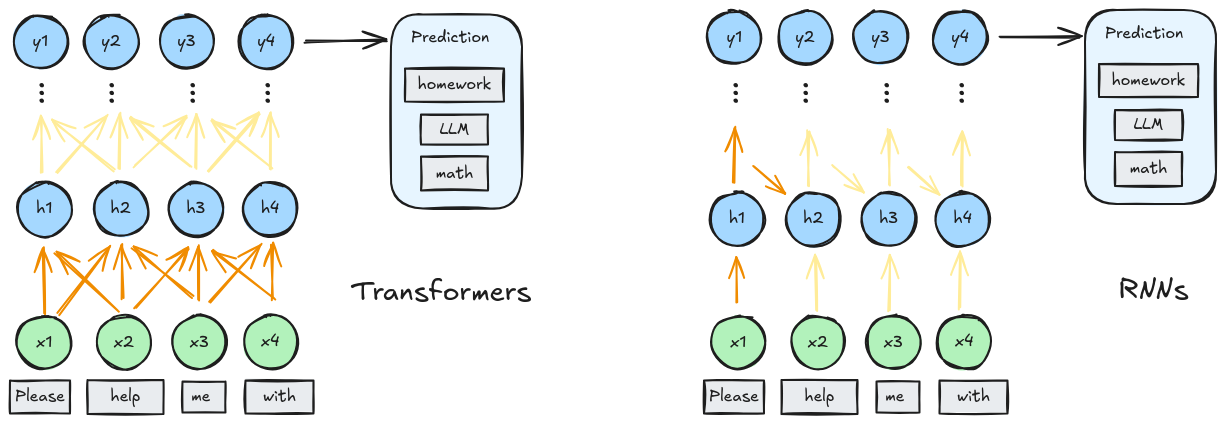 y1 y2 y3 y4
Prediction
homework
LLM
math
h1 h2 h3 h4
Transformers
x1 x2 x3 x4
Please help me with
y1 y2 y3 y4
Prediction
homework
LLM
math
h1 h2 h3 h4
RNNs
x1 x2 x3 x4
Please help me with